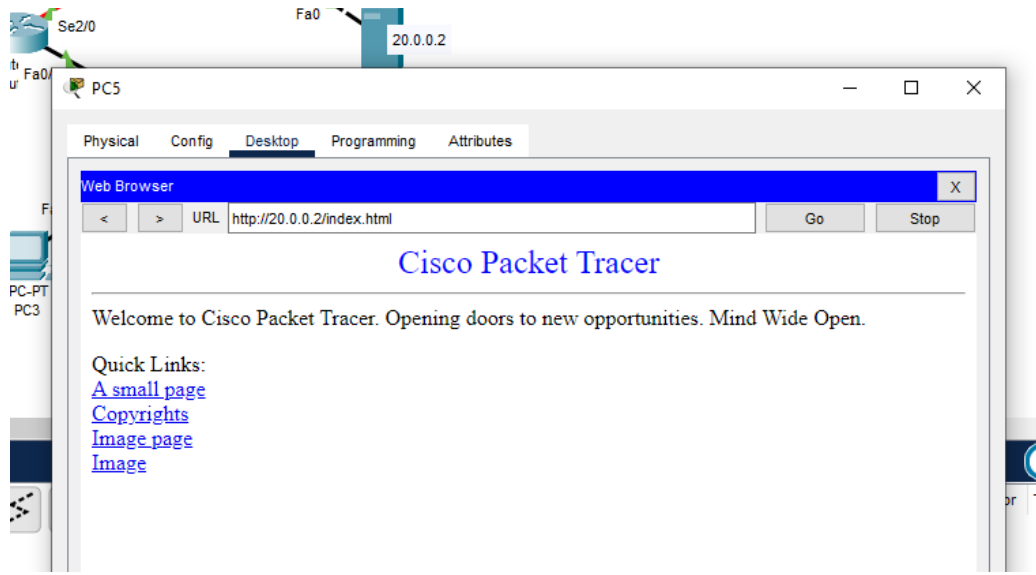 Fa0
Se2/0
20.0.0.2
Fa0/
PC5
Physical Config Desktop Programming Attributes
Web Browser X
< > URL http://20.0.0.2/index.html Go Stop
Cisco Packet Tracer
Welcome to Cisco Packet Tracer. Opening doors to new opportunities. Mind Wide Open.
Quick Links:
A small page
Copyrights
Image page
Image
PC-PT
PC3